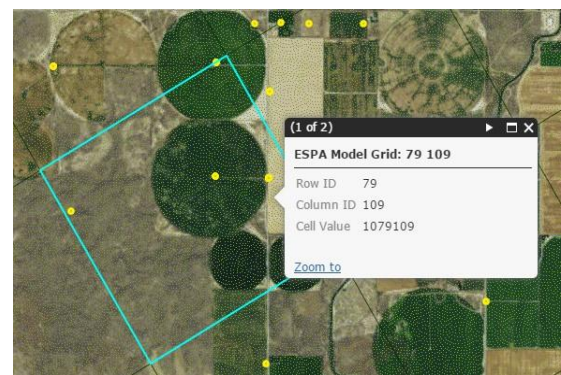 (1 of 2)
ESPA Model Grid: 79 109
Row ID 79
Column ID 109
Cell Value 1079109
Zoom to